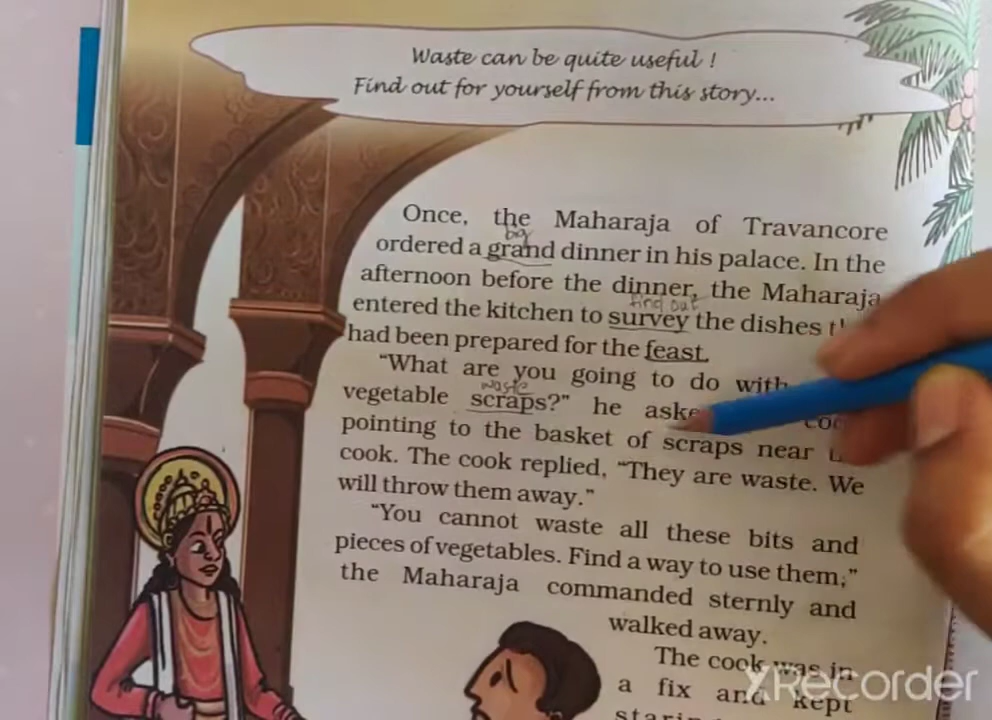 Waste can be quite useful !
Find out for yourself from this story...
Once, the Maharaja of Travancore
big
ordered a grand dinner in his palace. In the
afternoon before the dinner, the Maharaja
find out
entered the kitchen to survey the dishes
had been prepared for the feast.
"What are you going to do with
waste
vegetable scraps?" he
pointing to the basket of scraps near
cook. The cook replied, "They are waste. We
will throw them away."
"You cannot waste all these bits and
pieces of vegetables. Find a way to use them,"
the Maharaja commanded sternly and
walked away.
The cook was in
a fix and kept
XRecorder